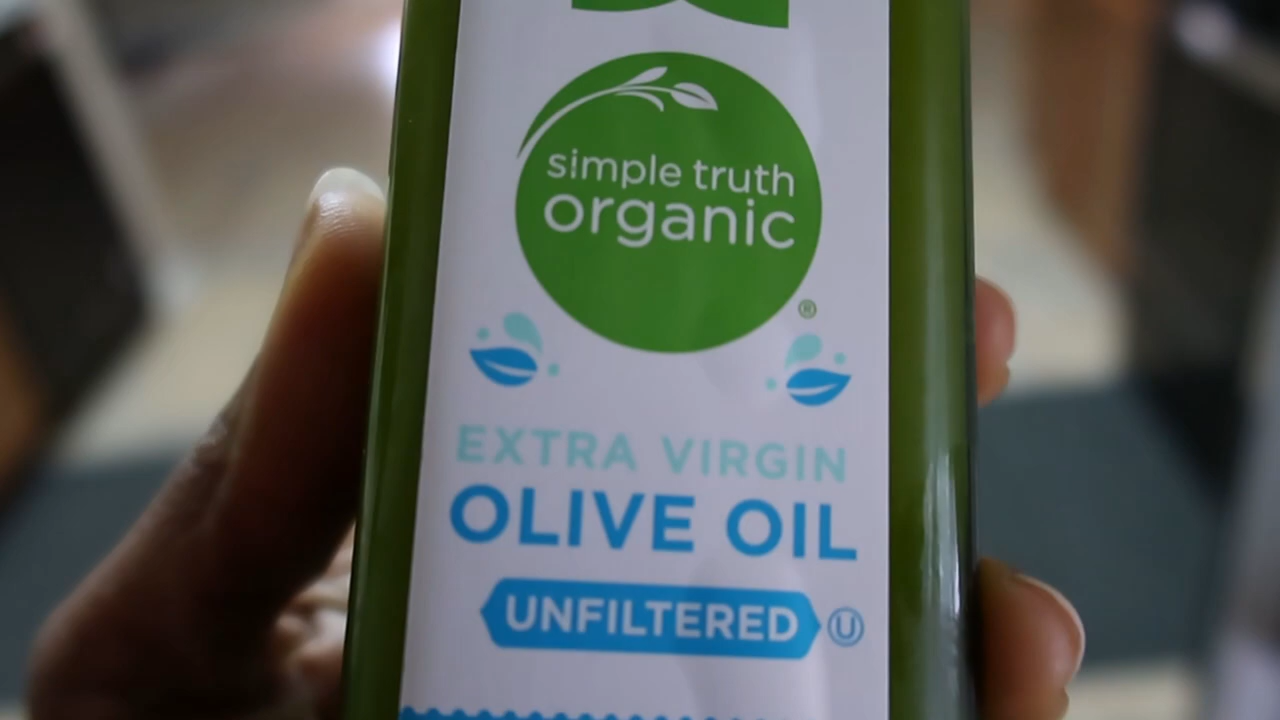 simple truth
organic
®
EXTRA VIRGIN
OLIVE OIL
UNFILTERED Ⓤ